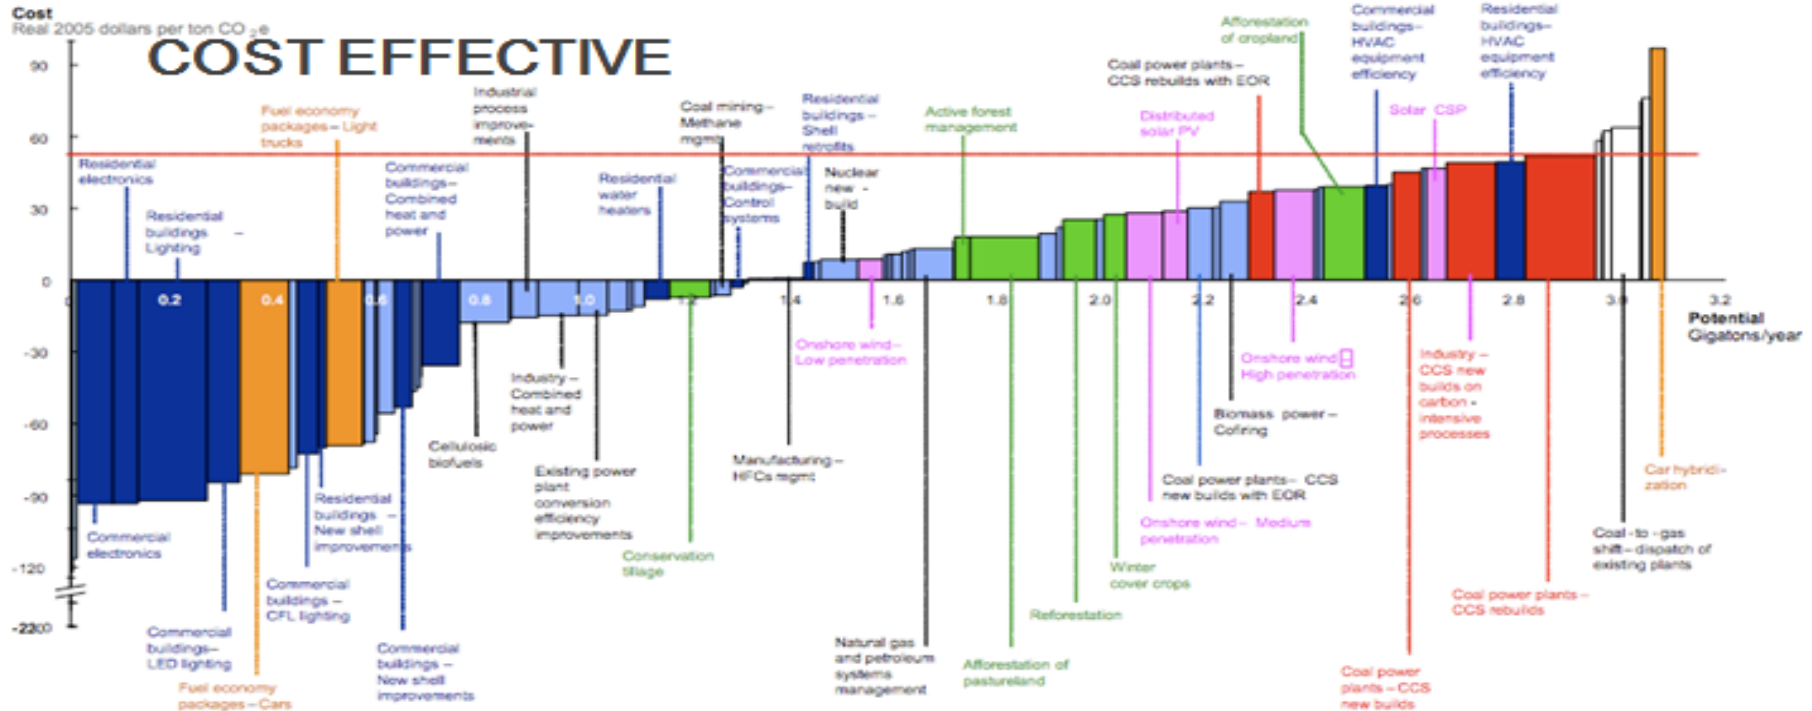 Cost
Real 2005 dollars per ton CO2e
COST EFFECTIVE
90
60
30
0
-30
-60
-90
-120
0.2
0.4
0.6
0.8
1.0
1.2
1.4
1.6
1.8
2.0
2.2
2.4
2.6
2.8
3.0
3.2
Potential
Gigatons/year
Residential
electronics
Residential
buildings –
Lighting
Fuel economy
packages – Light
trucks
Commercial
buildings–
Combined
heat and
power
Industrial
process
improve-
ments
Residential
water
heaters
Coal mining–
Methane
mgmt
Commercial
buildings–
Control
systems
Residential
buildings –
Shell
retrofits
Nuclear
new -
build
Active forest
management
Distributed
solar PV
Coal power plants–
CCS rebuilds with EOR
Afforestation
of cropland
Commercial
buildings–
HVAC
equipment
efficiency
Solar CSP
Residential
buildings–
HVAC
equipment
efficiency
Commercial
electronics
Commercial
buildings–
LED lighting
Fuel economy
packages–Cars
Commercial
buildings –
CFL lighting
Residential
buildings –
New shell
improvements
Commercial
buildings –
New shell
improvements
Cellulosic
biofuels
Industry –
Combined
heat and
power
Existing power
plant
conversion
efficiency
improvements
Conservation
tillage
Manufacturing –
HFCs mgmt
Onshore wind–
Low penetration
Natural gas
and petroleum
systems
management
Afforestation of
pastureland
Reforestation
Winter
cover crops
Onshore wind– Medium
penetration
Coal power plants– CCS
new builds with EOR
Biomass power –
Cofiring
Onshore wind
High penetration
Coal power
plants –CCS
new builds
Industry –
CCS new
builds on
carbon -
intensive
processes
Coal power plants –
CCS rebuilds
Coal -to -gas
shift–dispatch of
existing plants
Car hybridi-
zation